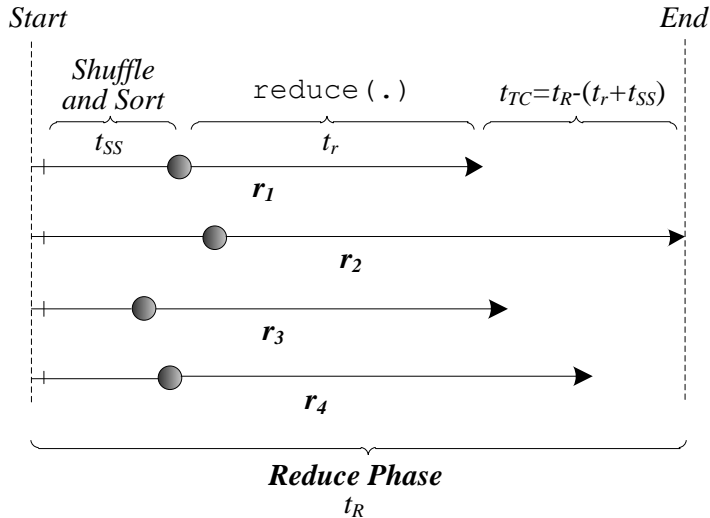 Start
End
Shuffle
and Sort
reduce(.)
t_TC=t_R-(t_r+t_SS)
t_SS
t_r
r_1
r_2
r_3
r_4
Reduce Phase
t_R